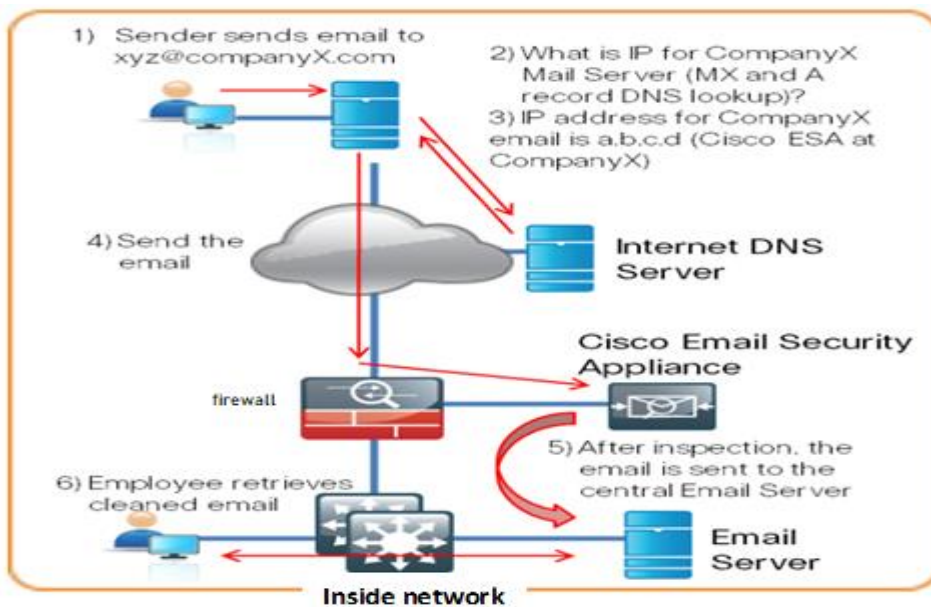 1) Sender sends email to
xyz@companyX.com
2) What is IP for CompanyX
Mail Server (MX and A
record DNS lookup)?
3) IP address for CompanyX
email is a.b.c.d (Cisco ESA at
CompanyX)
4) Send the
email
Internet DNS
Server
Cisco Email Security
Appliance
firewall
5) After inspection, the
email is sent to the
central Email Server
6) Employee retrieves
cleaned email
Email
Server
Inside network